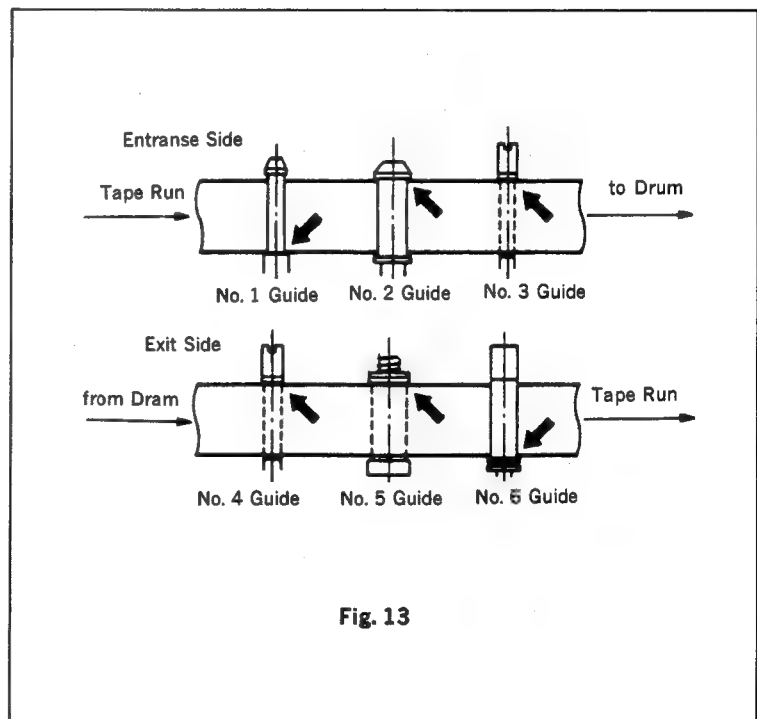 Entranse Side
Tape Run
to Drum
No. 1 Guide No. 2 Guide No. 3 Guide
Exit Side
from Dram
Tape Run
No. 4 Guide No. 5 Guide No. 6 Guide
Fig. 13